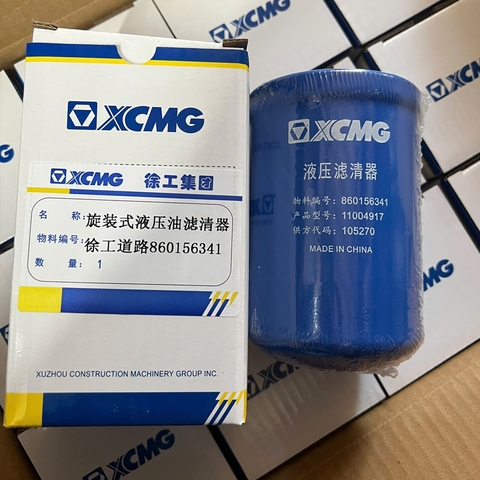 XCMG
XCMG 徐工集团
名 称: 旋装式液压油滤清器
物料编号: 徐工道路860156341
数 量: 1
XUZHOU CONSTRUCTION MACHINERY GROUP INC.
XCMG
液压滤清器
物料编号: 860156341
产品型号: 11004917
供方代码: 105270
MADE IN CHINA
XCMG
XCMG
XCMG
XCMG